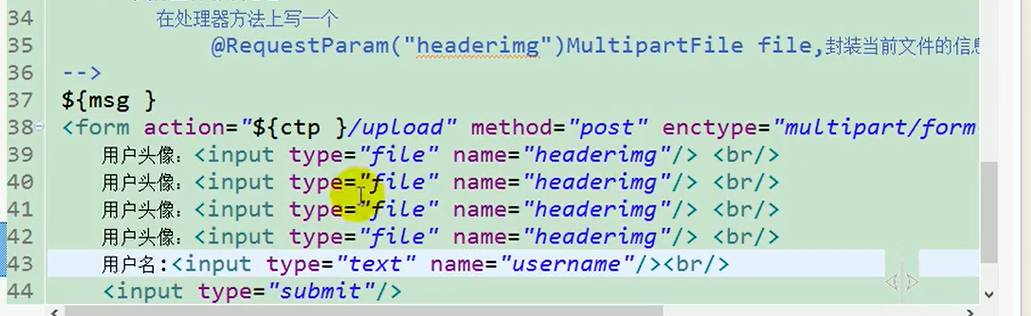 34 在处理器方法上写一个
35 @RequestParam("headerimg")MultipartFile file,封装当前文件的信息
36 -->
37 ${msg }
38 <form action="${ctp }/upload" method="post" enctype="multipart/form
39 用户头像：<input type="file" name="headerimg"/> <br/>
40 用户头像：<input type="file" name="headerimg"/> <br/>
41 用户头像：<input type="file" name="headerimg"/> <br/>
42 用户头像：<input type="file" name="headerimg"/> <br/>
43 用户名:<input type="text" name="username"/><br/>
44 <input type="submit"/>